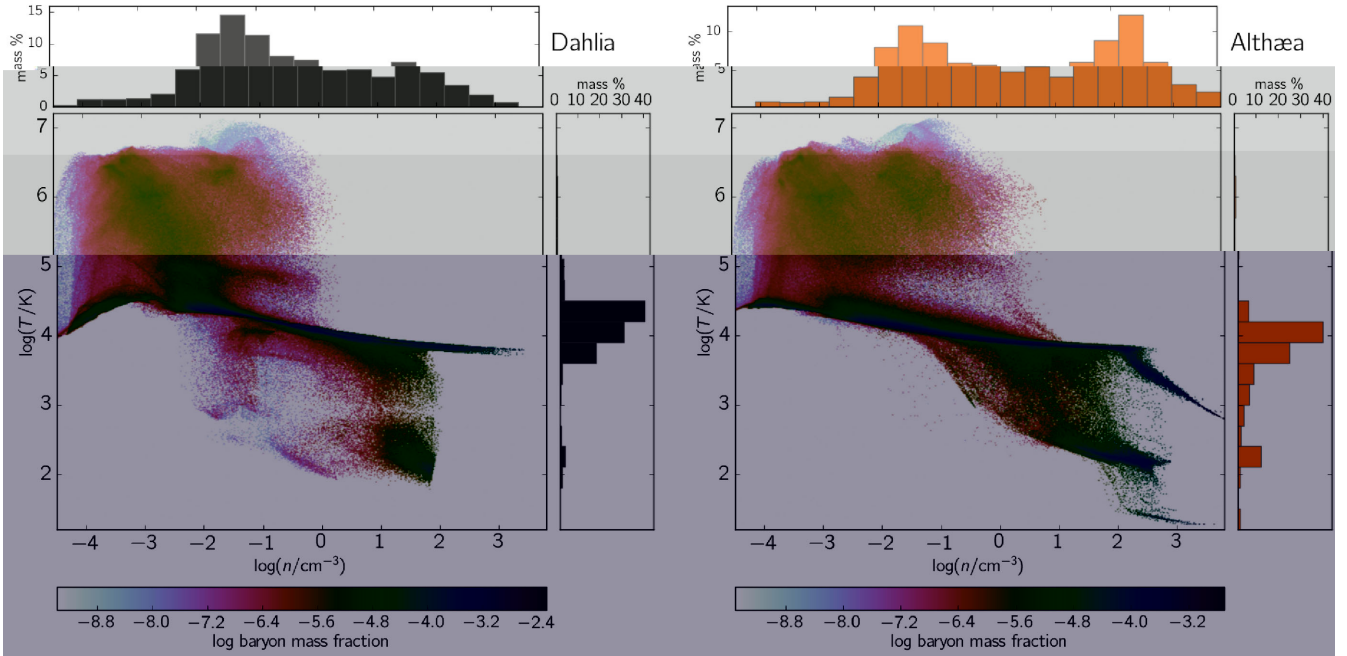 Dahlia
mass %
15
10
5
0
mass %
0 10 20 30 40
log(T/K)
7
6
5
4
3
2
−4 −3 −2 −1 0 1 2 3
log(n/cm⁻³)
−8.8 −8.0 −7.2 −6.4 −5.6 −4.8 −4.0 −3.2 −2.4
log baryon mass fraction
Althæa
mass %
10
5
mass %
0 10 20 30 40
log(T/K)
7
6
5
4
3
2
−4 −3 −2 −1 0 1 2 3
log(n/cm⁻³)
−8.8 −8.0 −7.2 −6.4 −5.6 −4.8 −4.0 −3.2
log baryon mass fraction